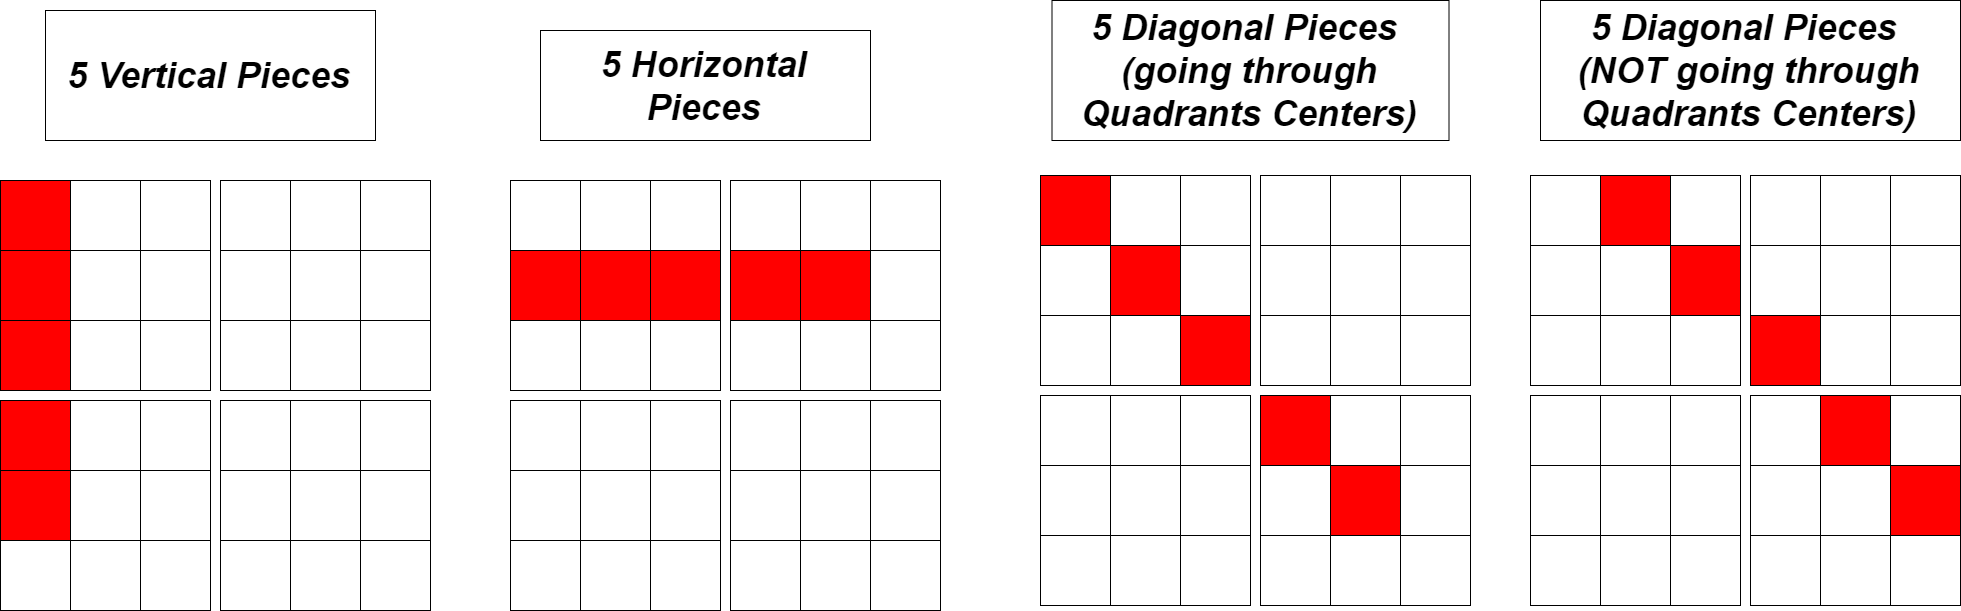 5 Vertical Pieces
5 Horizontal
Pieces
5 Diagonal Pieces
(going through
Quadrants Centers)
5 Diagonal Pieces
(NOT going through
Quadrants Centers)